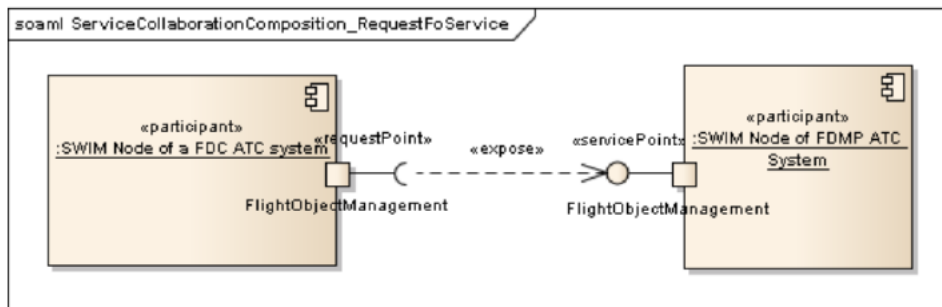 soaml ServiceCollaborationComposition_RequestFoService
«participant»
:SWIM Node of a FDC ATC system
«requestPoint»
FlightObjectManagement
«expose»
«servicePoint»
FlightObjectManagement
«participant»
:SWIM Node of FDMP ATC
System